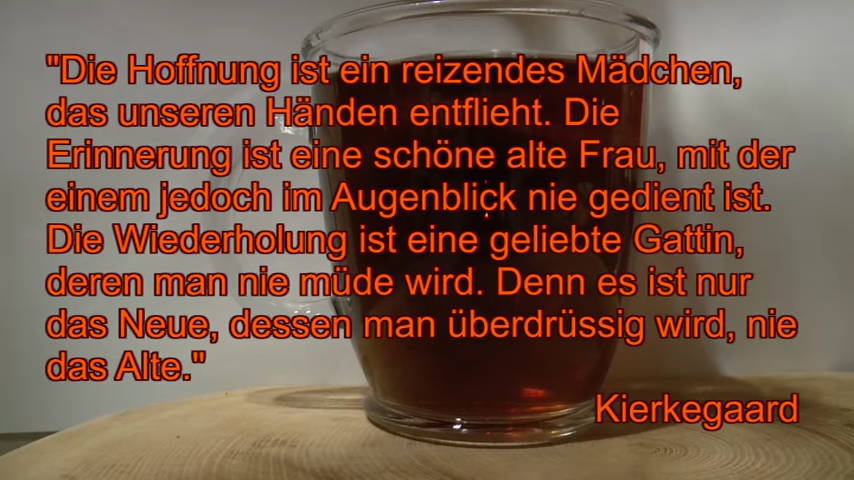 "Die Hoffnung ist ein reizendes Mädchen,
das unseren Händen entflieht. Die
Erinnerung ist eine schöne alte Frau, mit der
einem jedoch im Augenblick nie gedient ist.
Die Wiederholung ist eine geliebte Gattin,
deren man nie müde wird. Denn es ist nur
das Neue, dessen man überdrüssig wird, nie
das Alte."
Kierkegaard